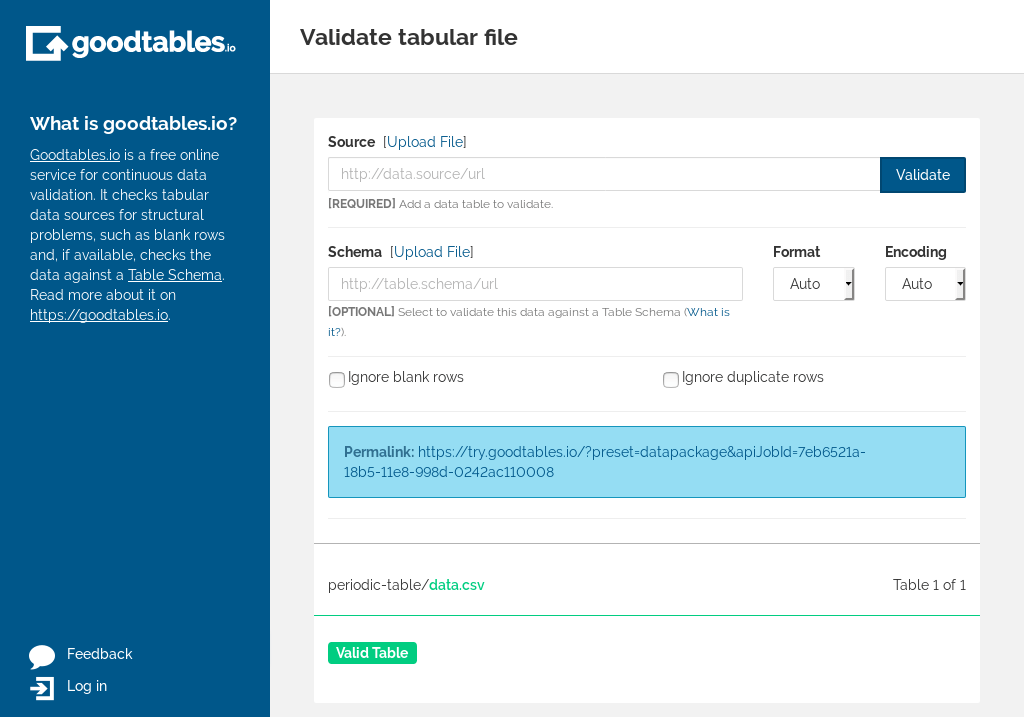 goodtables.io
What is goodtables.io?
Goodtables.io is a free online
service for continuous data
validation. It checks tabular
data sources for structural
problems, such as blank rows
and, if available, checks the
data against a Table Schema.
Read more about it on
https://goodtables.io.
Feedback
Log in
Validate tabular file
Source [Upload File]
http://data.source/url
Validate
[REQUIRED] Add a data table to validate.
Schema [Upload File]
Format
Encoding
http://table.schema/url
Auto
Auto
[OPTIONAL] Select to validate this data against a Table Schema (What is
it?).
Ignore blank rows
Ignore duplicate rows
Permalink: https://try.goodtables.io/?preset=datapackage&apiJobId=7eb6521a-
18b5-11e8-998d-0242ac110008
periodic-table/data.csv
Table 1 of 1
Valid Table